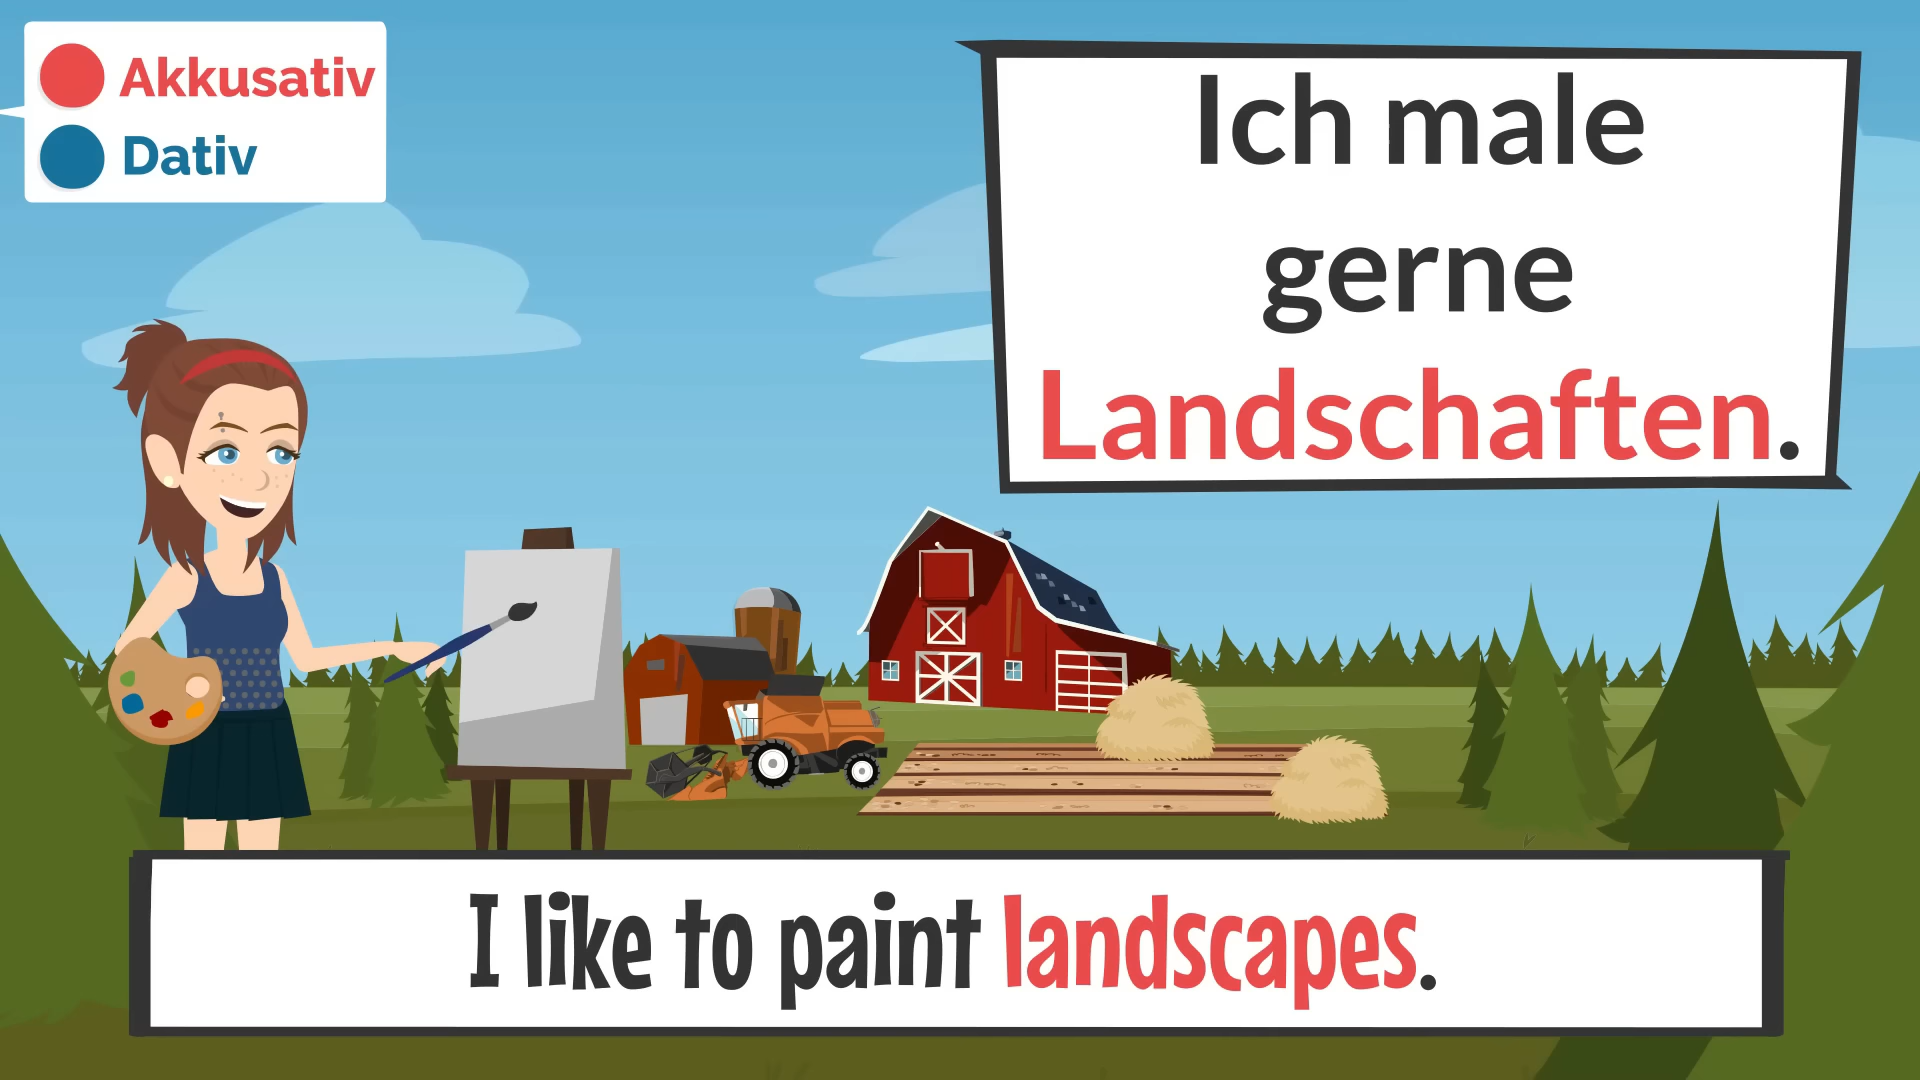 Akkusativ
Dativ
Ich male
gerne
Landschaften.
I like to paint landscapes.